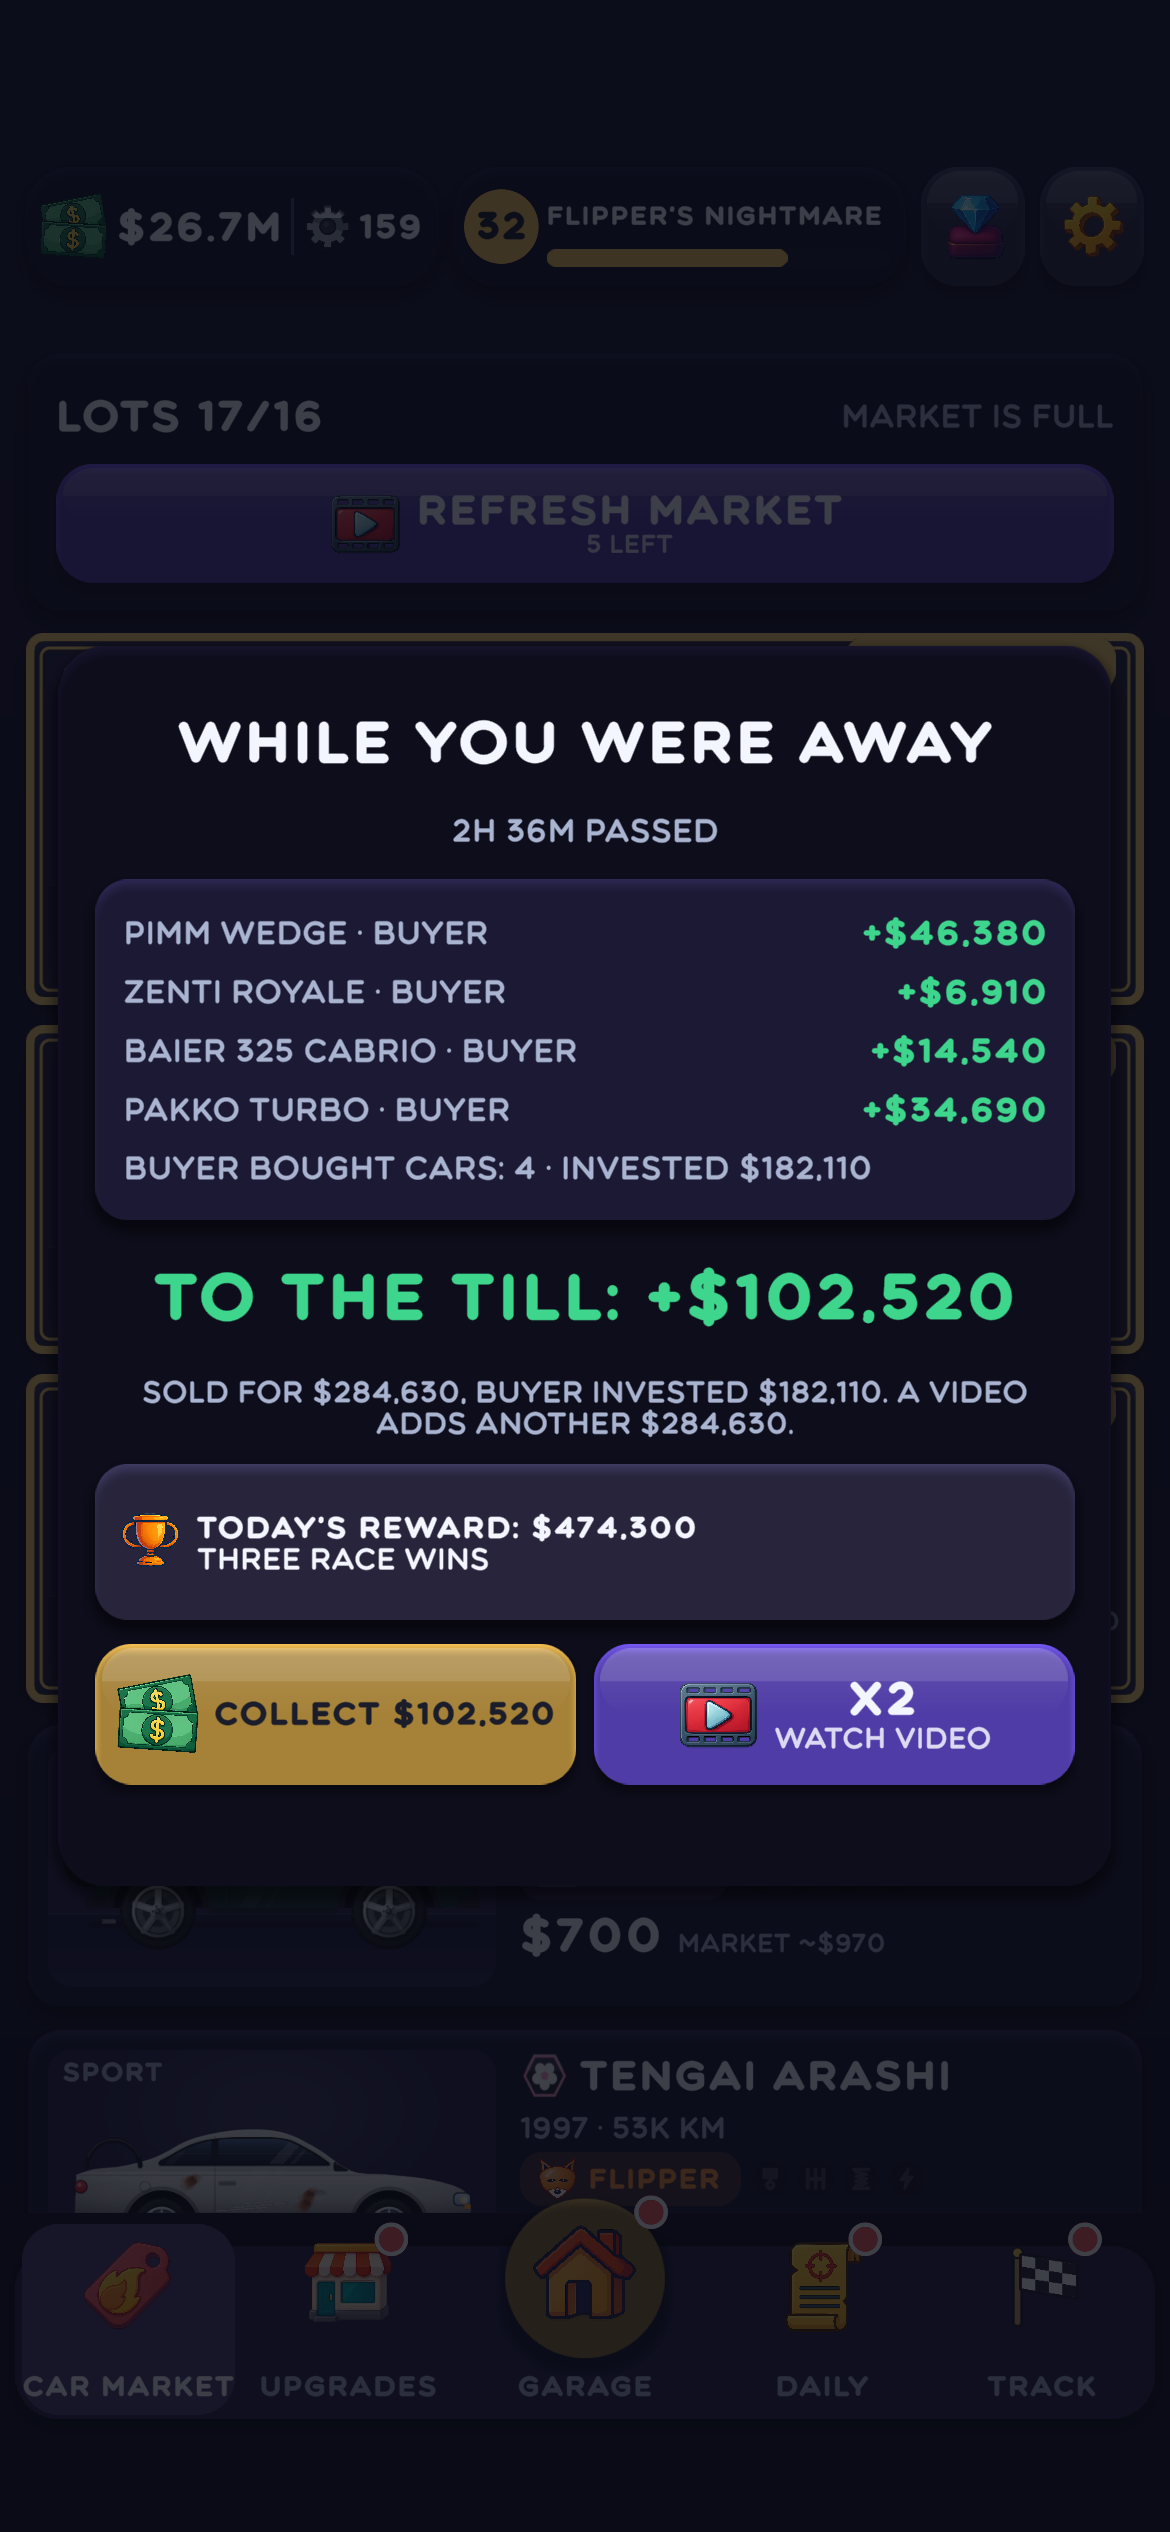 $26.7M
159
32
FLIPPER'S NIGHTMARE
LOTS 17/16
MARKET IS FULL
REFRESH MARKET
5 LEFT
WHILE YOU WERE AWAY
2H 36M PASSED
PIMM WEDGE · BUYER +$46,380
ZENTI ROYALE · BUYER +$6,910
BAIER 325 CABRIO · BUYER +$14,540
PAKKO TURBO · BUYER +$34,690
BUYER BOUGHT CARS: 4 · INVESTED $182,110
TO THE TILL: +$102,520
SOLD FOR $284,630, BUYER INVESTED $182,110. A VIDEO
ADDS ANOTHER $284,630.
TODAY'S REWARD: $474,300
THREE RACE WINS
COLLECT $102,520
X2
WATCH VIDEO
$700 MARKET ~$970
SPORT
TENGAI ARASHI
1997 · 53K KM
FLIPPER
CAR MARKET
UPGRADES
GARAGE
DAILY
TRACK